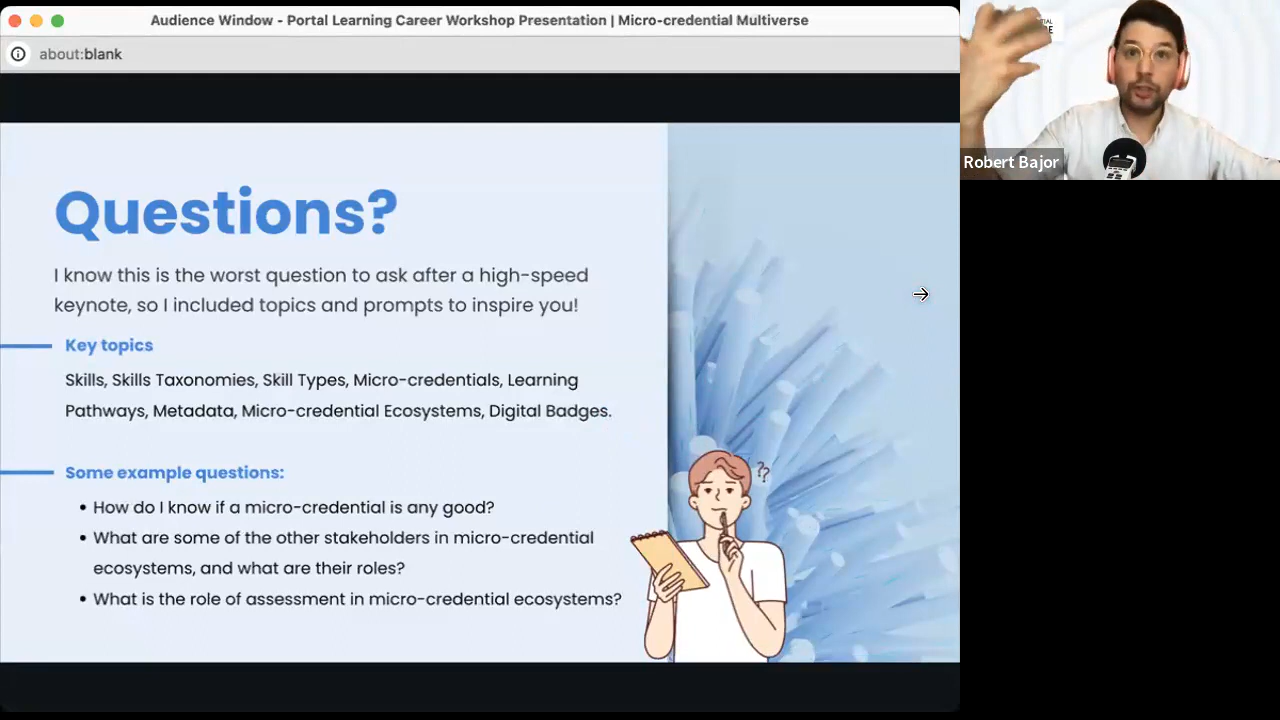 Audience Window - Portal Learning Career Workshop Presentation | Micro-credential Multiverse
about:blank
Questions?
I know this is the worst question to ask after a high-speed
keynote, so I included topics and prompts to inspire you!
Key topics
Skills, Skills Taxonomies, Skill Types, Micro-credentials, Learning
Pathways, Metadata, Micro-credential Ecosystems, Digital Badges.
Some example questions:
• How do I know if a micro-credential is any good?
• What are some of the other stakeholders in micro-credential
ecosystems, and what are their roles?
• What is the role of assessment in micro-credential ecosystems?
??
Robert Bajor